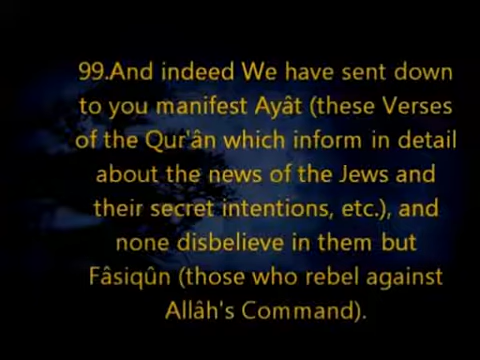 99.And indeed We have sent down
to you manifest Ayât (these Verses
of the Qur'ân which inform in detail
about the news of the Jews and
their secret intentions, etc.), and
none disbelieve in them but
Fâsiqûn (those who rebel against
Allâh's Command).